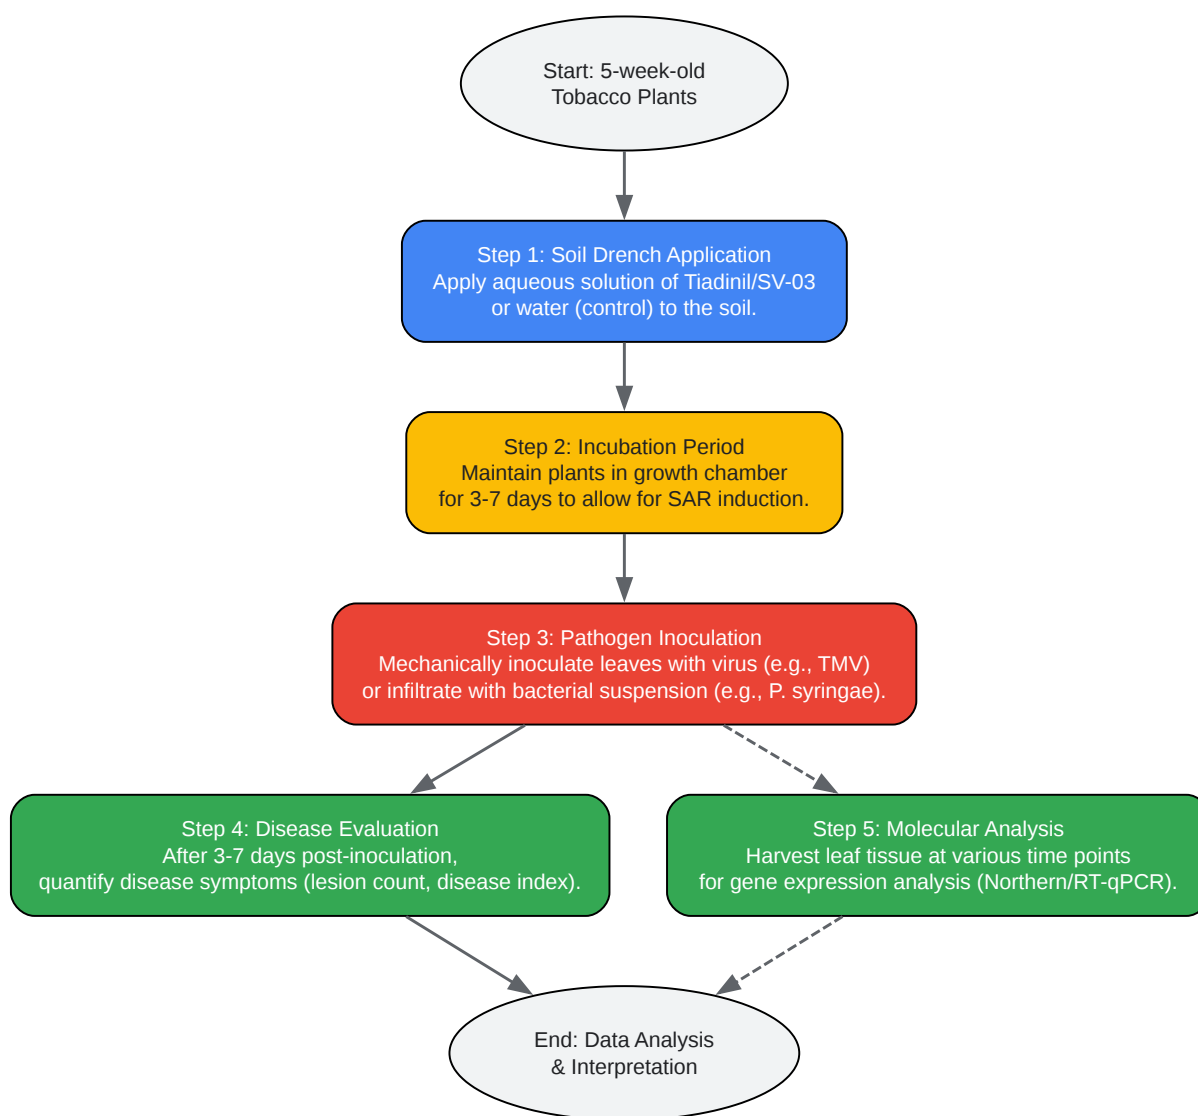 Start: 5-week-old
Tobacco Plants
Step 1: Soil Drench Application
Apply aqueous solution of Tiadinil/SV-03
or water (control) to the soil.
Step 2: Incubation Period
Maintain plants in growth chamber
for 3-7 days to allow for SAR induction.
Step 3: Pathogen Inoculation
Mechanically inoculate leaves with virus (e.g., TMV)
or infiltrate with bacterial suspension (e.g., P. syringae).
Step 4: Disease Evaluation
After 3-7 days post-inoculation,
quantify disease symptoms (lesion count, disease index).
Step 5: Molecular Analysis
Harvest leaf tissue at various time points
for gene expression analysis (Northern/RT-qPCR).
End: Data Analysis
& Interpretation